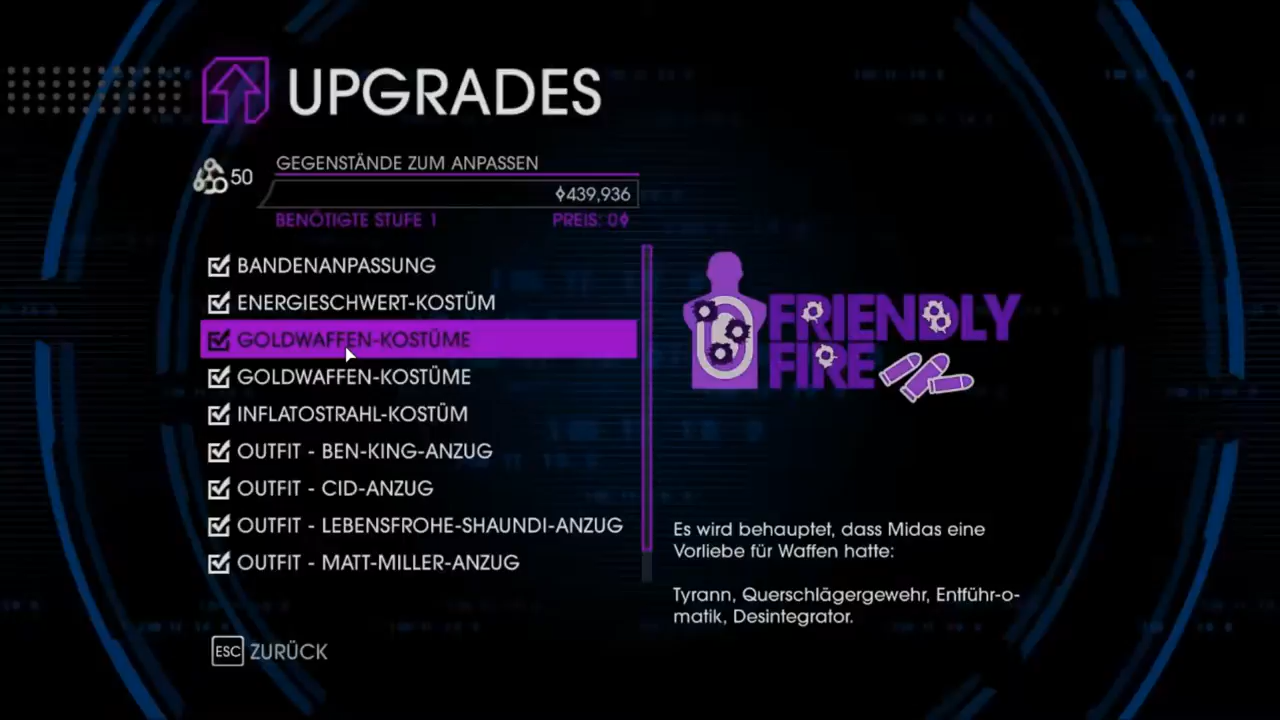 UPGRADES
50
GEGENSTÄNDE ZUM ANPASSEN
439,936
BENÖTIGTE STUFE 1 PREIS: 0
BANDENANPASSUNG
ENERGIESCHWERT-KOSTÜM
GOLDWAFFEN-KOSTÜME
GOLDWAFFEN-KOSTÜME
INFLATOSTRAHL-KOSTÜM
OUTFIT - BEN-KING-ANZUG
OUTFIT - CID-ANZUG
OUTFIT - LEBENSFROHE-SHAUNDI-ANZUG
OUTFIT - MATT-MILLER-ANZUG
FRIENDLY
FIRE
Es wird behauptet, dass Midas eine
Vorliebe für Waffen hatte:
Tyrann, Querschlägergewehr, Entführ-o-
matik, Desintegrator.
ESC ZURÜCK